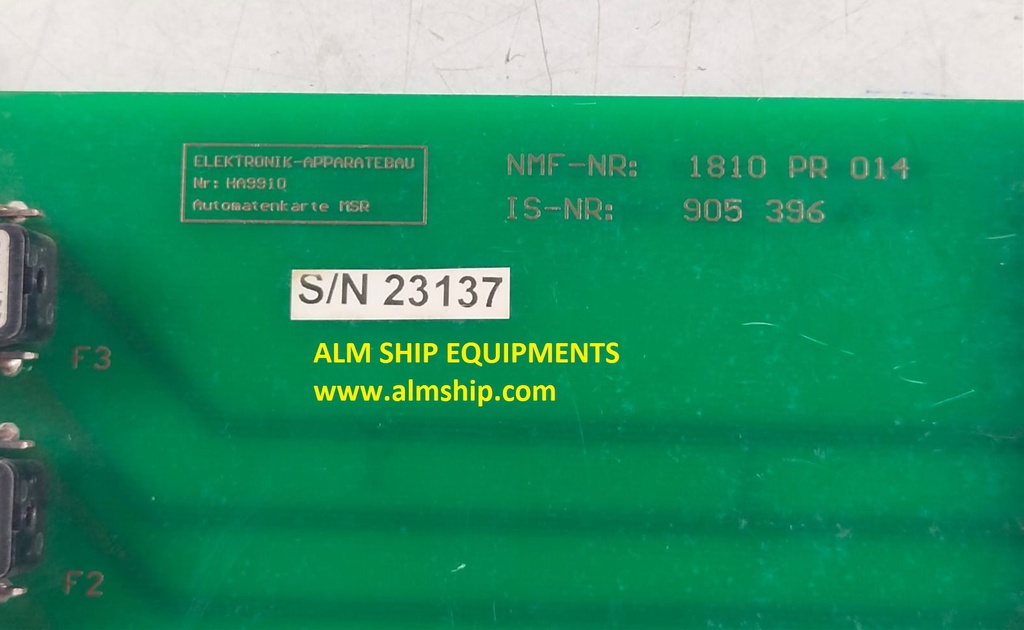 ELEKTRONIK-APPARATEBAU
Nr: HA991Q
Automatenkarte MSR
NMF-NR: 1810 PR 014
IS-NR: 905 396
S/N 23137
ALM SHIP EQUIPMENTS
www.almship.com
F3
F2